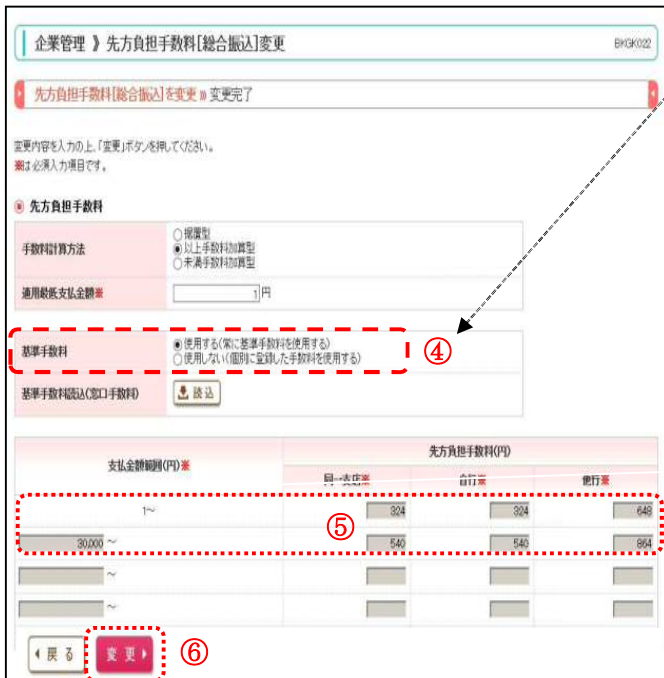 企業管理 》 先方負担手数料[総合振込]変更 BKGK022
先方負担手数料[総合振込]を変更 》 変更完了
変更内容を入力の上、「変更」ボタンを押してください。
※は必須入力項目です。
先方負担手数料
手数料計算方法
○据置型
◉以上手数料加算型
○未満手数料加算型
適用最低支払金額※ 1 円
基準手数料
◉使用する(常に基準手数料を使用する)
○使用しない(個別に登録した手数料を使用する)
④
基準手数料読込(窓口手数料) 読込
支払金額範囲(円)※ 先方負担手数料(円)
同一支店※ 自行※ 他行※
1～ 324 324 648
⑤
30,000 ～ 540 540 864
～
～
戻る 変更 ⑥